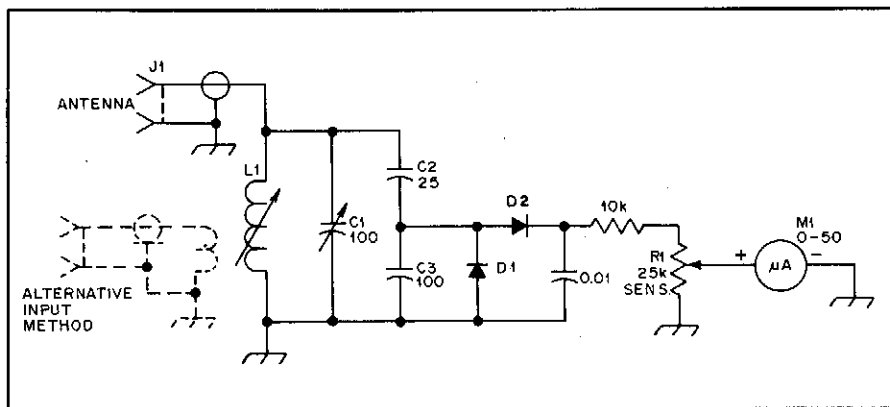 J1
ANTENNA
L1
C1
100
C2
25
C3
100
D1
D2
0.01
10k
R1
25k
SENS.
M1
0-50
+
μA
−
ALTERNATIVE
INPUT
METHOD